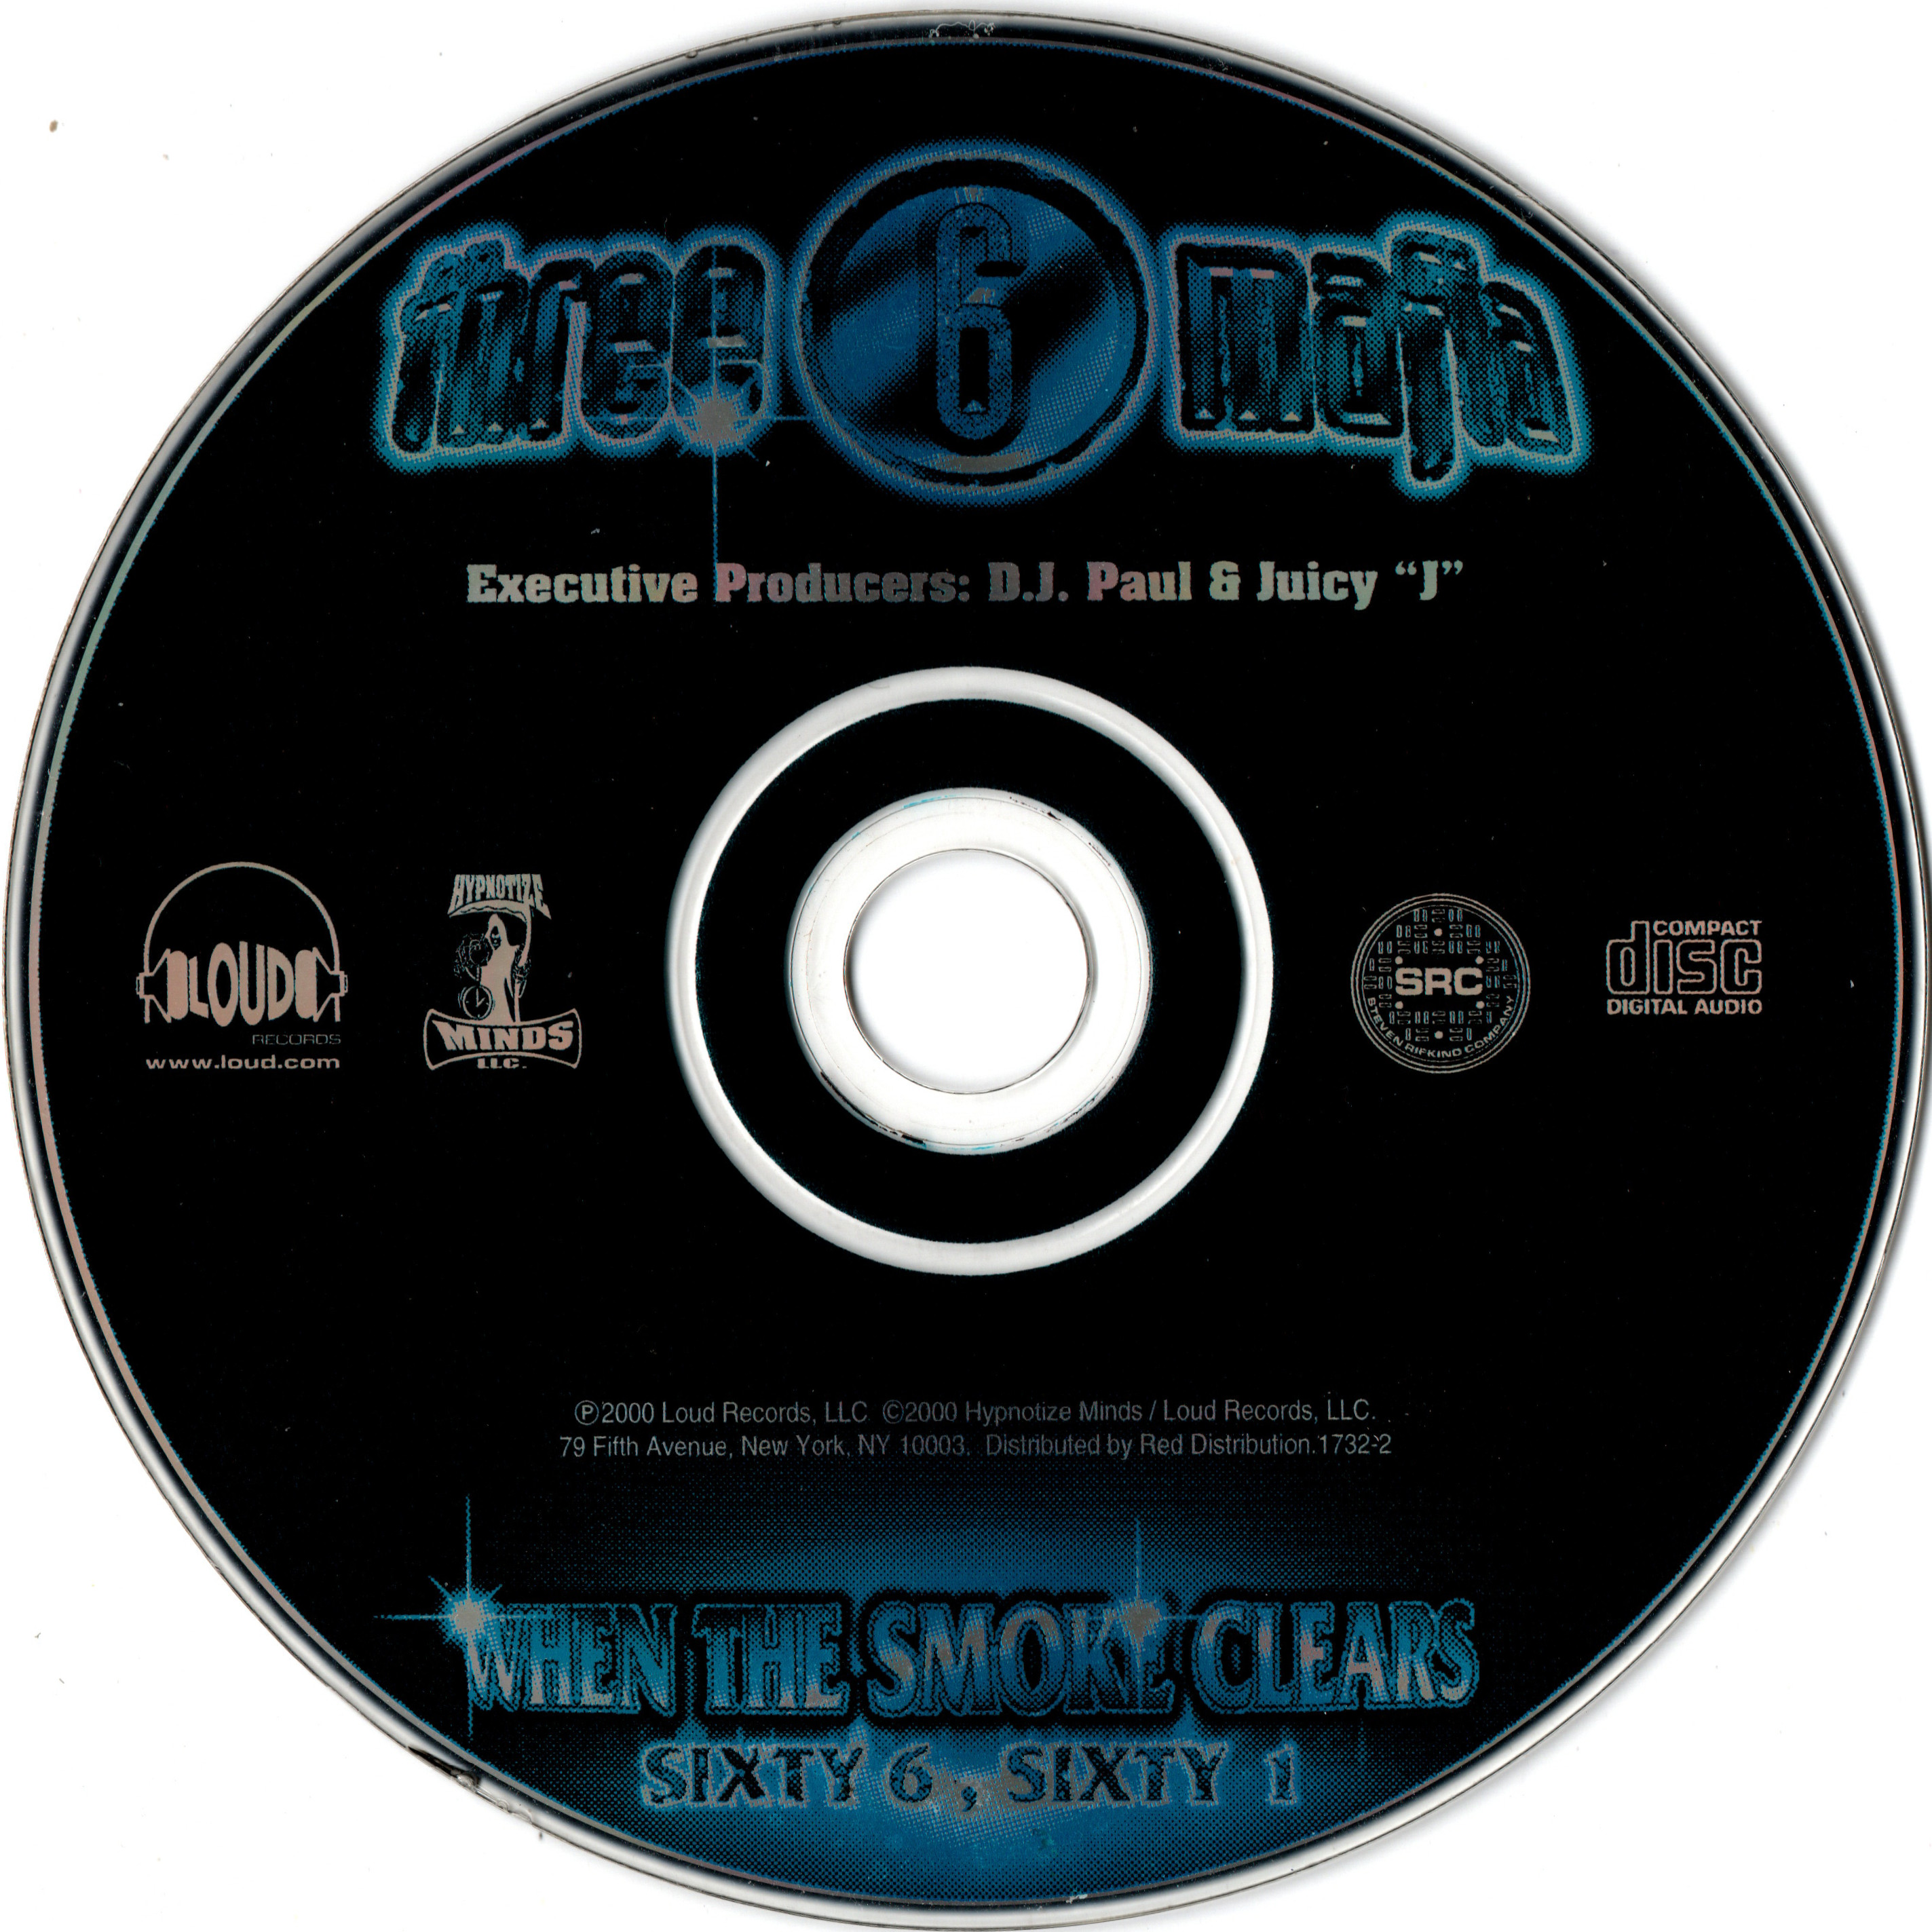 three 6 mafia
Executive Producers: D.J. Paul & Juicy “J”
LOUD
RECORDS
www.loud.com
HYPNOTIZE
MINDS
LLC.
SRC
STEVEN RIFKIND COMPANY
COMPACT
disc
DIGITAL AUDIO
℗2000 Loud Records, LLC. ©2000 Hypnotize Minds / Loud Records, LLC.
79 Fifth Avenue, New York, NY 10003. Distributed by Red Distribution.1732-2
WHEN THE SMOKE CLEARS
SIXTY 6, SIXTY 1